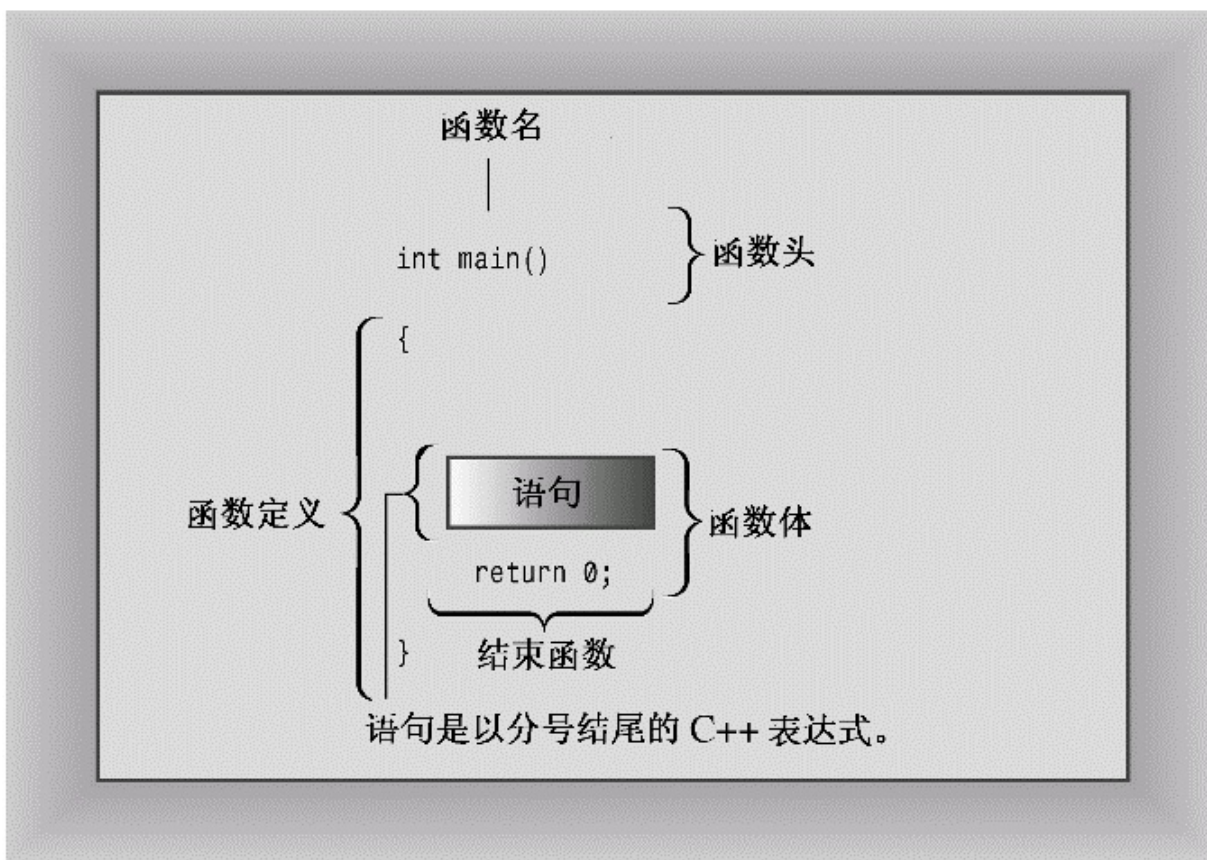 函数名
int main()
函数头
{
语句
函数定义
函数体
return 0;
}
结束函数
语句是以分号结尾的 C++ 表达式。